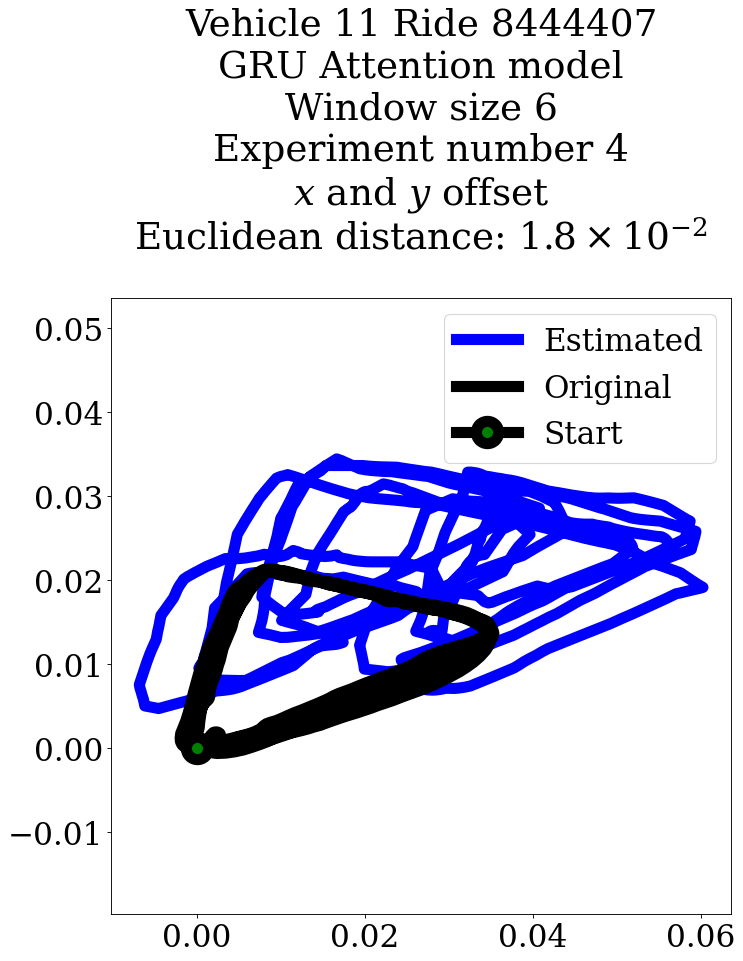 Vehicle 11 Ride 8444407
GRU Attention model
Window size 6
Experiment number 4
x and y offset
Euclidean distance: 1.8 × 10⁻²
Estimated
Original
Start
0.05
0.04
0.03
0.02
0.01
0.00
−0.01
0.00 0.02 0.04 0.06